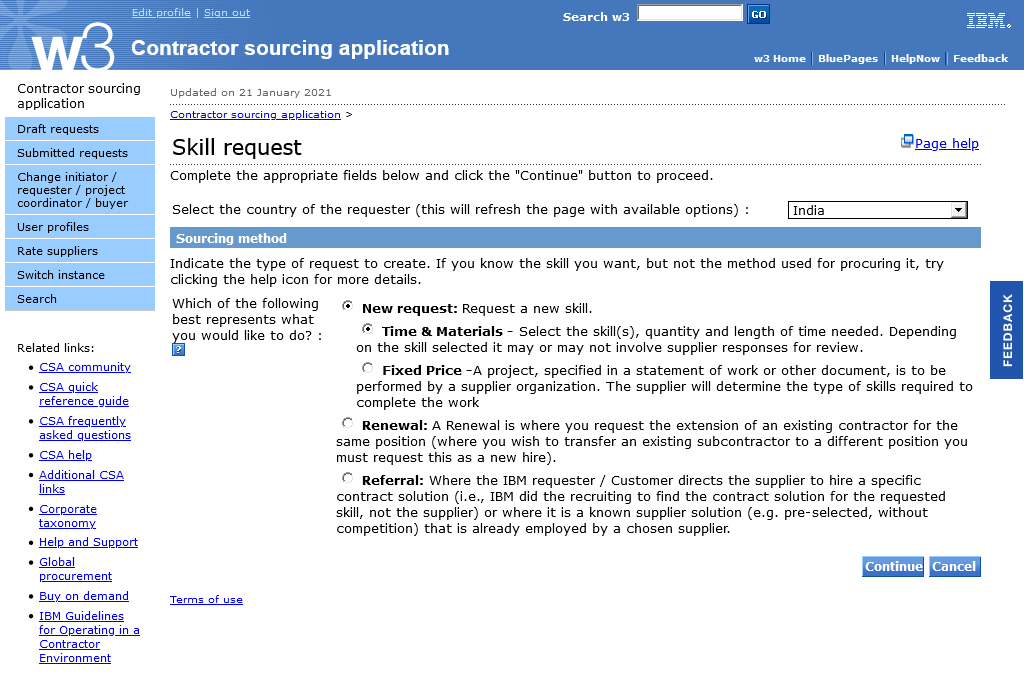 Edit profile | Sign out
Search w3
GO
IBM.
w3
Contractor sourcing application
w3 Home | BluePages | HelpNow | Feedback
Contractor sourcing
application
Draft requests
Submitted requests
Change initiator /
requester / project
coordinator / buyer
User profiles
Rate suppliers
Switch instance
Search
Related links:
• CSA community
• CSA quick
reference guide
• CSA frequently
asked questions
• CSA help
• Additional CSA
links
• Corporate
taxonomy
• Help and Support
• Global
procurement
• Buy on demand
• IBM Guidelines
for Operating in a
Contractor
Environment
Updated on 21 January 2021
Contractor sourcing application >
Skill request
Page help
Complete the appropriate fields below and click the "Continue" button to proceed.
Select the country of the requester (this will refresh the page with available options) :
India
Sourcing method
Indicate the type of request to create. If you know the skill you want, but not the method used for procuring it, try
clicking the help icon for more details.
Which of the following
best represents what
you would like to do? :
?
New request: Request a new skill.
Time & Materials - Select the skill(s), quantity and length of time needed. Depending
on the skill selected it may or may not involve supplier responses for review.
Fixed Price -A project, specified in a statement of work or other document, is to be
performed by a supplier organization. The supplier will determine the type of skills required to
complete the work
Renewal: A Renewal is where you request the extension of an existing contractor for the
same position (where you wish to transfer an existing subcontractor to a different position you
must request this as a new hire).
Referral: Where the IBM requester / Customer directs the supplier to hire a specific
contract solution (i.e., IBM did the recruiting to find the contract solution for the requested
skill, not the supplier) or where it is a known supplier solution (e.g. pre-selected, without
competition) that is already employed by a chosen supplier.
Continue
Cancel
Terms of use
FEEDBACK